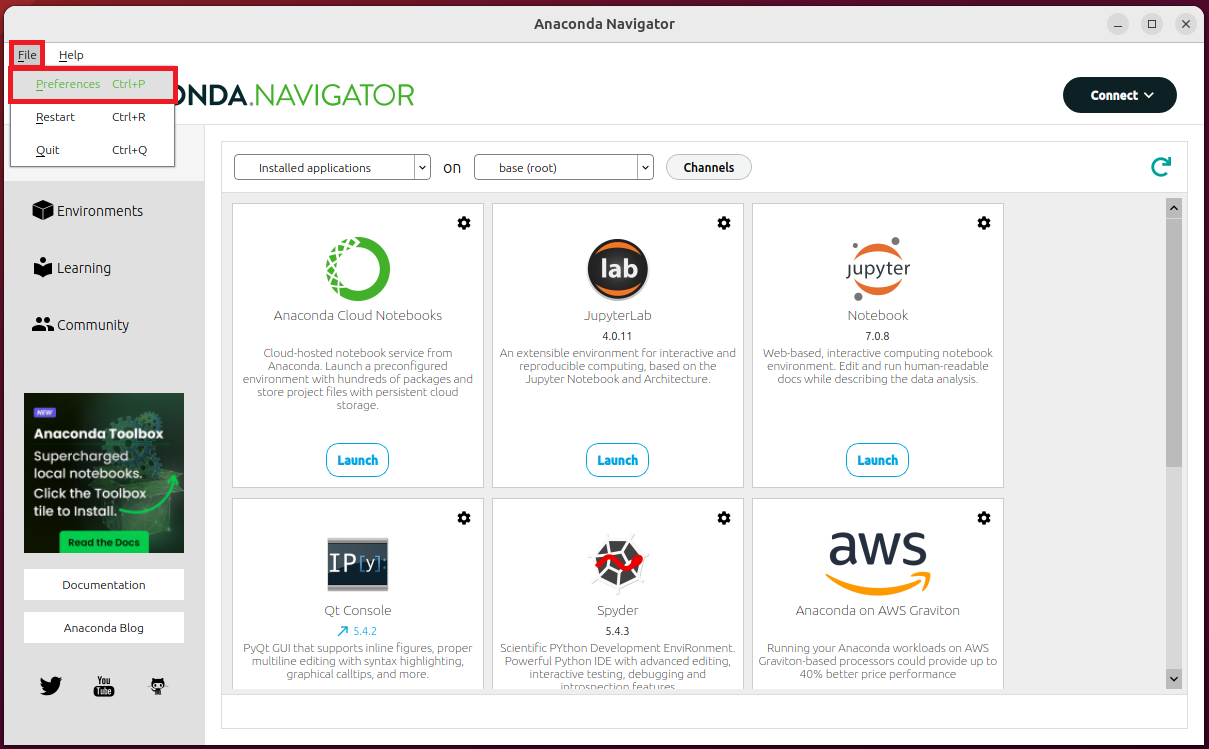 Anaconda Navigator
File Help
Preferences Ctrl+P
Restart Ctrl+R
Quit Ctrl+Q
ONDA.NAVIGATOR
Connect
Installed applications
on
base (root)
Channels
Environments
Learning
Community
NEW
Anaconda Toolbox
Supercharged
local notebooks.
Click the Toolbox
tile to Install.
Read the Docs
Documentation
Anaconda Blog
You
Tube
Anaconda Cloud Notebooks
Cloud-hosted notebook service from
Anaconda. Launch a preconfigured
environment with hundreds of packages and
store project files with persistent cloud
storage.
Launch
lab
JupyterLab
4.0.11
An extensible environment for interactive and
reproducible computing, based on the
Jupyter Notebook and Architecture.
Launch
jupyter
Notebook
7.0.8
Web-based, interactive computing notebook
environment. Edit and run human-readable
docs while describing the data analysis.
Launch
IP[y]:
Qt Console
5.4.2
PyQt GUI that supports inline figures, proper
multiline editing with syntax highlighting,
graphical calltips, and more.
Spyder
5.4.3
Scientific PYthon Development EnviRonment.
Powerful Python IDE with advanced editing,
interactive testing, debugging and
introspection features
aws
Anaconda on AWS Graviton
Running your Anaconda workloads on AWS
Graviton-based processors could provide up to
40% better price performance